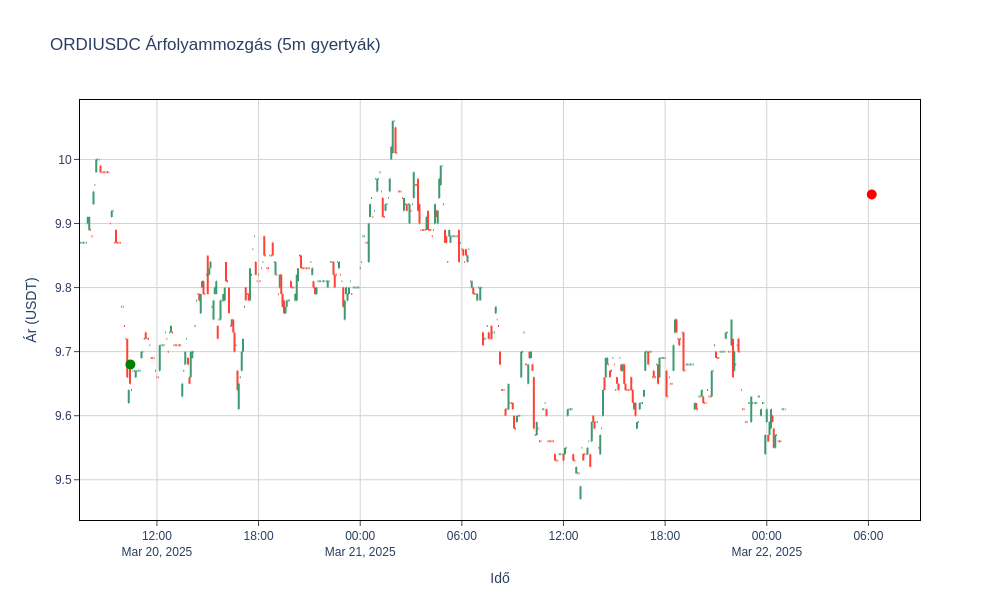 ORDIUSDC Árfolyammozgás (5m gyertyák)
Ár (USDT)
10
9.9
9.8
9.7
9.6
9.5
12:00 18:00 00:00 06:00 12:00 18:00 00:00 06:00
Mar 20, 2025 Mar 21, 2025 Mar 22, 2025
Idő